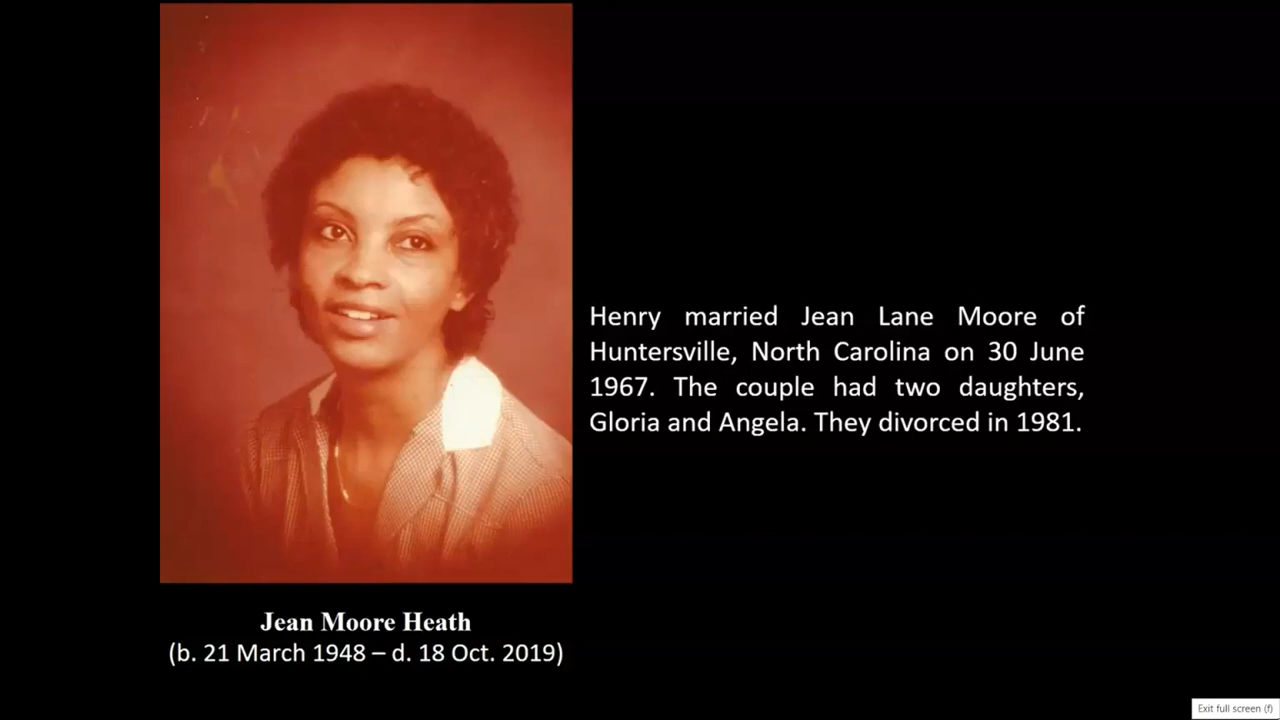 Henry married Jean Lane Moore of
Huntersville, North Carolina on 30 June
1967. The couple had two daughters,
Gloria and Angela. They divorced in 1981.
Jean Moore Heath
(b. 21 March 1948 – d. 18 Oct. 2019)
Exit full screen (f)